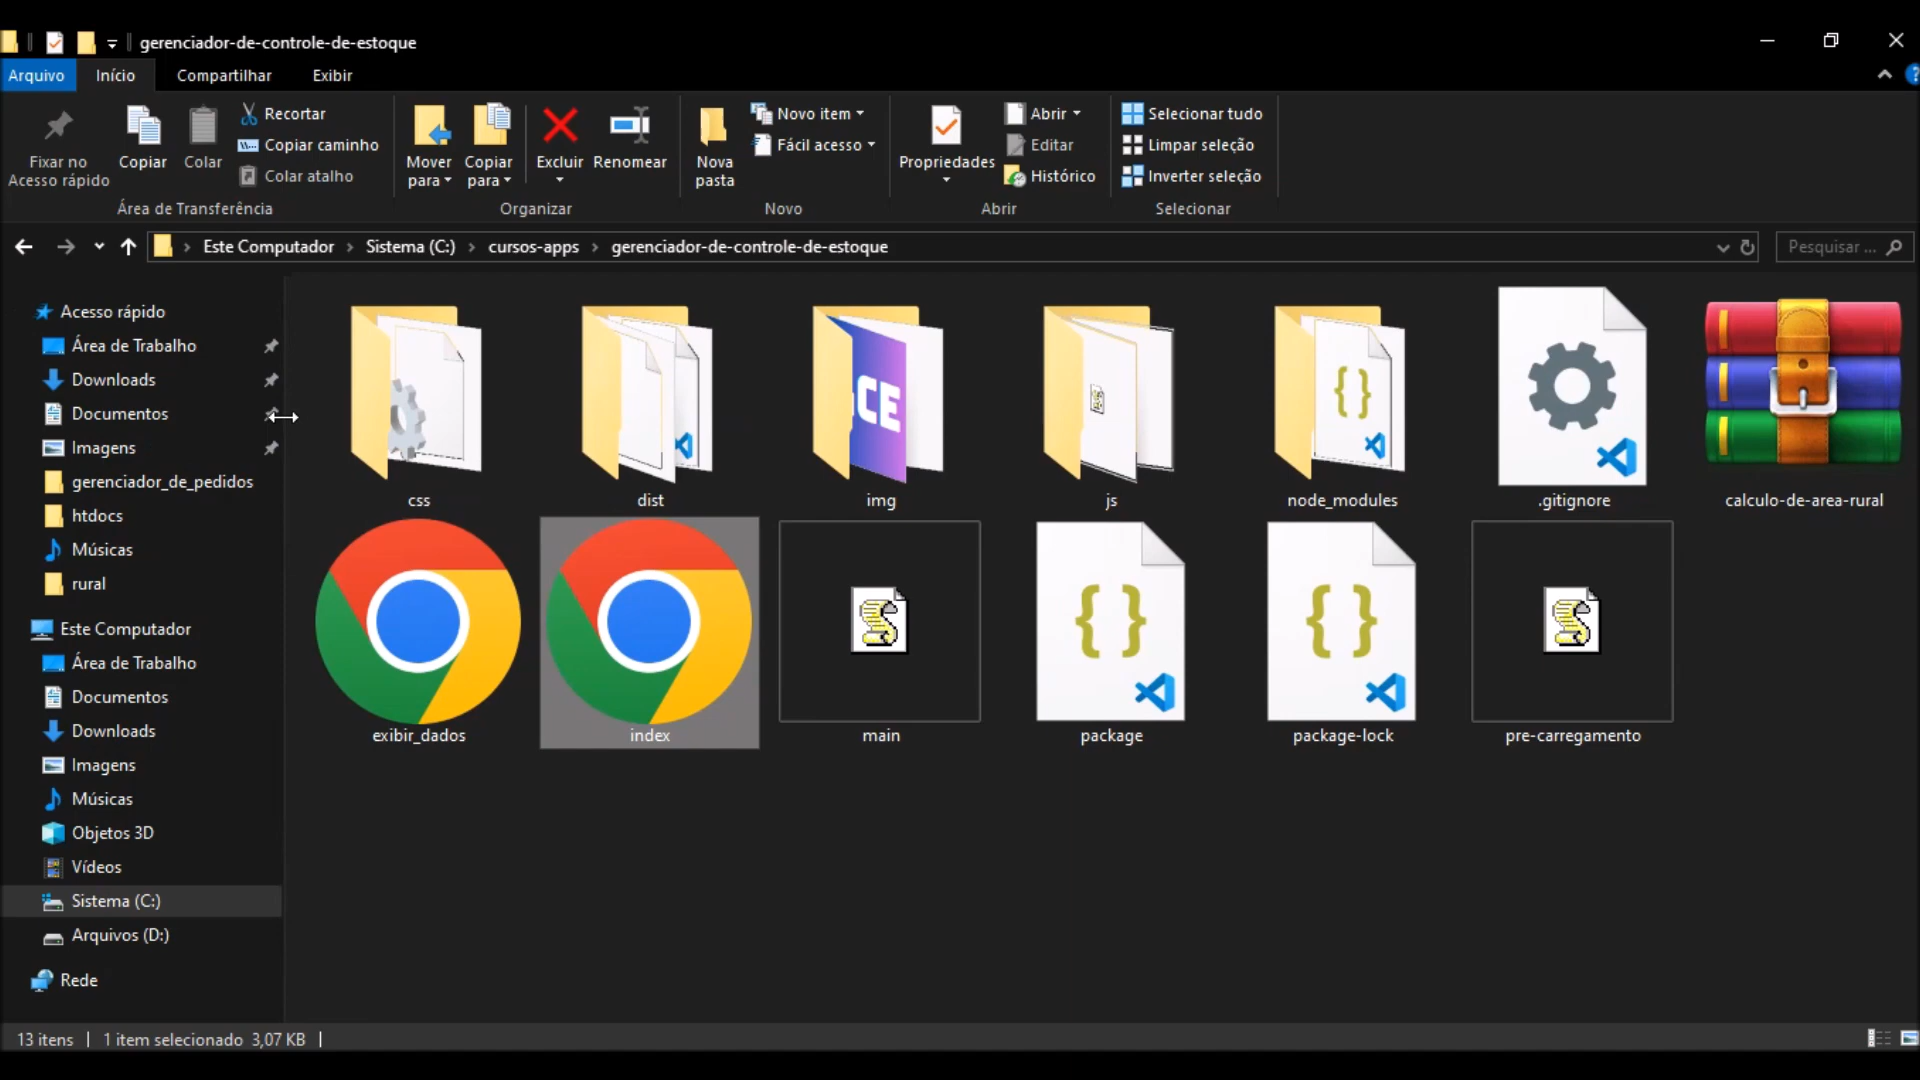 gerenciador-de-controle-de-estoque
Arquivo Início Compartilhar Exibir
Fixar no
Acesso rápido
Copiar
Colar
Recortar
Copiar caminho
Colar atalho
Área de Transferência
Mover
para
Copiar
para
Excluir
Renomear
Organizar
Nova
pasta
Novo item
Fácil acesso
Novo
Propriedades
Abrir
Editar
Histórico
Abrir
Selecionar tudo
Limpar seleção
Inverter seleção
Selecionar
Este Computador > Sistema (C:) > cursos-apps > gerenciador-de-controle-de-estoque
Pesquisar ...
Acesso rápido
Área de Trabalho
Downloads
Documentos
Imagens
gerenciador_de_pedidos
htdocs
Músicas
rural
Este Computador
Área de Trabalho
Documentos
Downloads
Imagens
Músicas
Objetos 3D
Vídeos
Sistema (C:)
Arquivos (D:)
Rede
CE
css dist img js node_modules .gitignore calculo-de-area-rural
exibir_dados index main package package-lock pre-carregamento
13 itens | 1 item selecionado 3,07 KB |